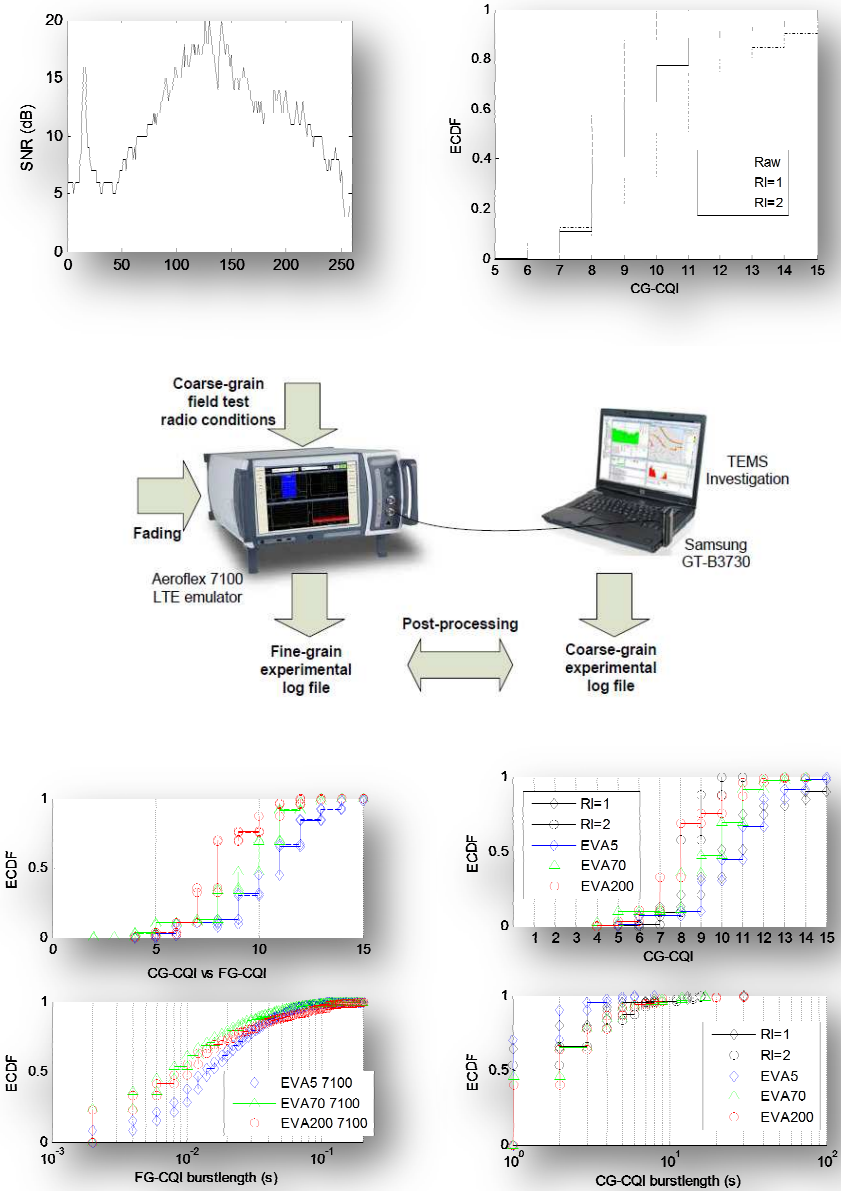 20
15
10
5
0
SNR (dB)
0 50 100 150 200 250
1
0.8
0.6
0.4
0.2
0
ECDF
Raw
RI=1
RI=2
5 6 7 8 9 10 11 12 13 14 15
CG-CQI
Coarse-grain
field test
radio conditions
Fading
TEMS
Investigation
Samsung
GT-B3730
Aeroflex 7100
LTE emulator
Post-processing
Fine-grain
experimental
log file
Coarse-grain
experimental
log file
1
0.5
0
ECDF
0 5 10 15
CG-CQI vs FG-CQI
1
0.5
0
ECDF
RI=1
RI=2
EVA5
EVA70
EVA200
1 2 3 4 5 6 7 8 9 10 11 12 13 14 15
CG-CQI
1
0.5
0
ECDF
EVA5 7100
EVA70 7100
EVA200 7100
10-3 10-2 10-1
FG-CQI burstlength (s)
1
0.5
0
ECDF
RI=1
RI=2
EVA5
EVA70
EVA200
100 101 102
CG-CQI burstlength (s)